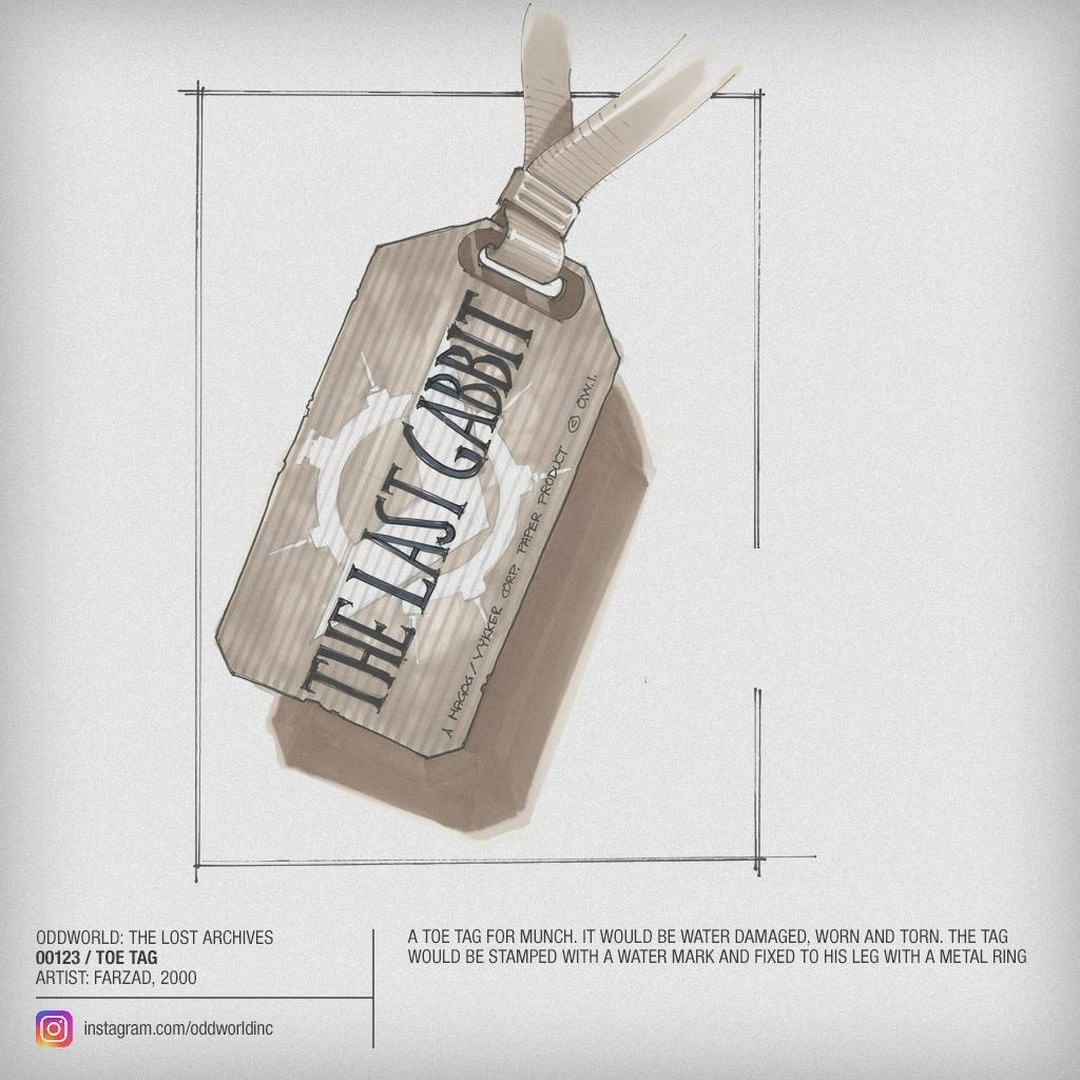 THE LAST GABBIT
A MAGOG / VYKKER CORP. PAPER PRODUCT © O.W.I.
ODDWORLD: THE LOST ARCHIVES
00123 / TOE TAG
ARTIST: FARZAD, 2000
instagram.com/oddworldinc
A TOE TAG FOR MUNCH. IT WOULD BE WATER DAMAGED, WORN AND TORN. THE TAG
WOULD BE STAMPED WITH A WATER MARK AND FIXED TO HIS LEG WITH A METAL RING